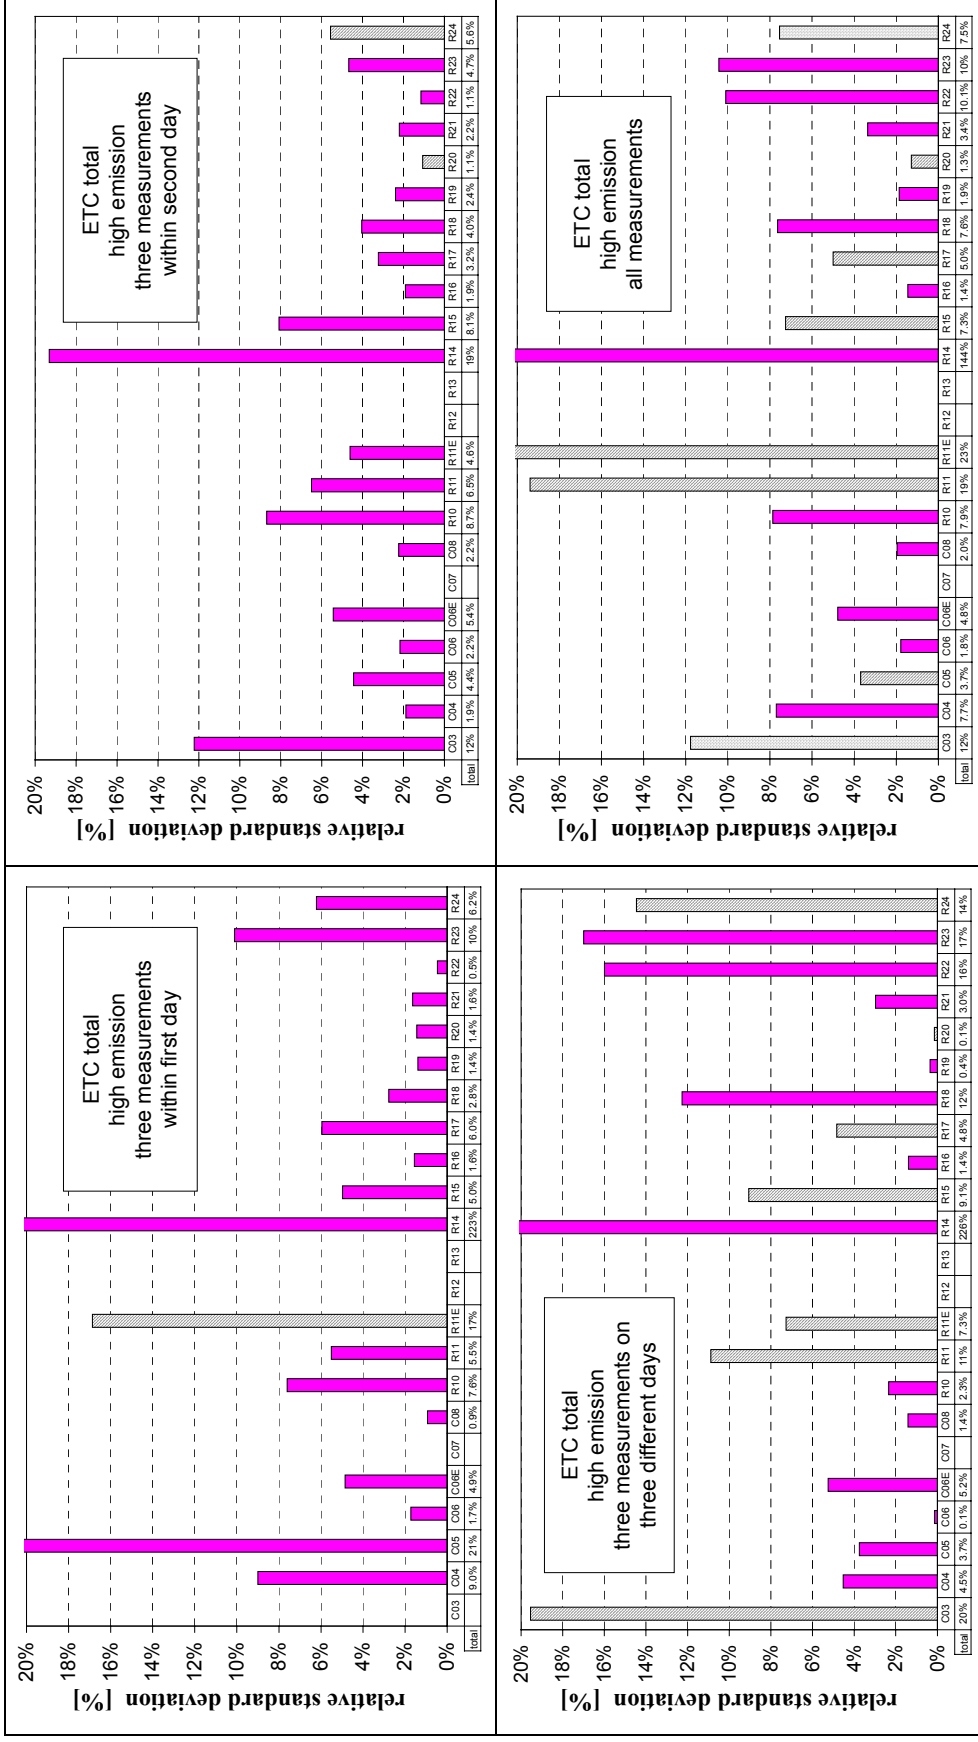 relative standard deviation [%]
20%
18%
16%
14%
12%
10%
8%
6%
4%
2%
0%
ETC total
high emission
three measurements
within first day
C03 C04 C05 C06 C06E C07 C08 R10 R11 R11E R12 R13 R14 R15 R16 R17 R18 R19 R20 R21 R22 R23 R24
total 9.0% 21% 1.7% 4.9% 0.9% 7.6% 5.5% 17% 223% 5.0% 1.6% 6.0% 2.8% 1.4% 1.4% 1.6% 0.5% 10% 6.2%
relative standard deviation [%]
20%
18%
16%
14%
12%
10%
8%
6%
4%
2%
0%
ETC total
high emission
three measurements
within second day
C03 C04 C05 C06 C06E C07 C08 R10 R11 R11E R12 R13 R14 R15 R16 R17 R18 R19 R20 R21 R22 R23 R24
total 12% 1.9% 4.4% 2.2% 5.4% 2.2% 8.7% 6.5% 4.6% 19% 8.1% 1.9% 3.2% 4.0% 2.4% 1.1% 2.2% 1.1% 4.7% 5.6%
relative standard deviation [%]
20%
18%
16%
14%
12%
10%
8%
6%
4%
2%
0%
ETC total
high emission
three measurements on
three different days
C03 C04 C05 C06 C06E C07 C08 R10 R11 R11E R12 R13 R14 R15 R16 R17 R18 R19 R20 R21 R22 R23 R24
total 20% 4.5% 3.7% 0.1% 5.2% 1.4% 2.3% 11% 7.3% 226% 9.1% 1.4% 4.8% 12% 0.4% 0.1% 3.0% 16% 17% 14%
relative standard deviation [%]
20%
18%
16%
14%
12%
10%
8%
6%
4%
2%
0%
ETC total
high emission
all measurements
C03 C04 C05 C06 C06E C07 C08 R10 R11 R11E R12 R13 R14 R15 R16 R17 R18 R19 R20 R21 R22 R23 R24
total 12% 7.7% 3.7% 1.8% 4.8% 2.0% 7.9% 19% 23% 144% 7.3% 1.4% 5.0% 7.6% 1.9% 1.3% 3.4% 10.1% 10% 7.5%